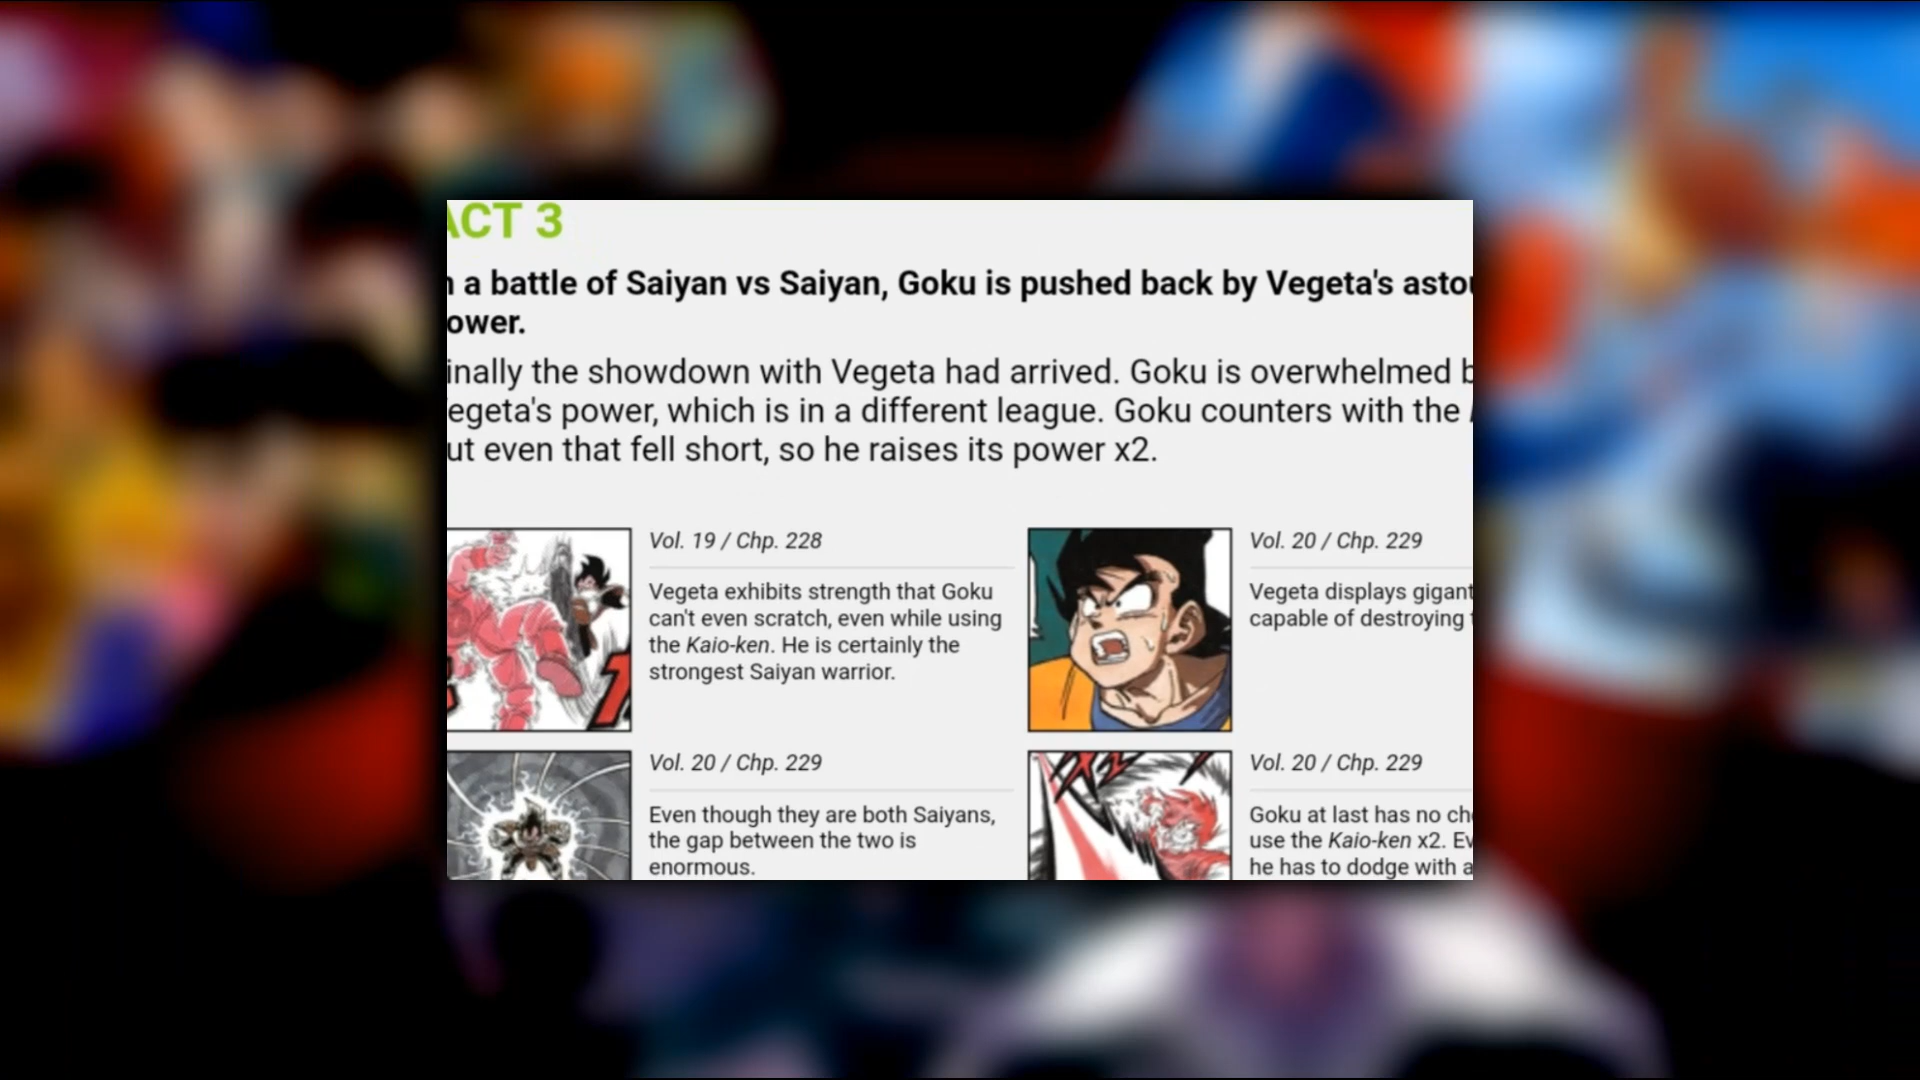 ACT 3
a battle of Saiyan vs Saiyan, Goku is pushed back by Vegeta's
ower.
inally the showdown with Vegeta had arrived. Goku is overwhelmed b
egeta's power, which is in a different league. Goku counters with the
ut even that fell short, so he raises its power x2.
Vol. 19 / Chp. 228
Vegeta exhibits strength that Goku
can't even scratch, even while using
the Kaio-ken. He is certainly the
strongest Saiyan warrior.
Vol. 20 / Chp. 229
Vegeta displays gigant
capable of destroying
Vol. 20 / Chp. 229
Even though they are both Saiyans,
the gap between the two is
enormous.
Vol. 20 / Chp. 229
Goku at last has no ch
use the Kaio-ken x2. Ev
he has to dodge with a